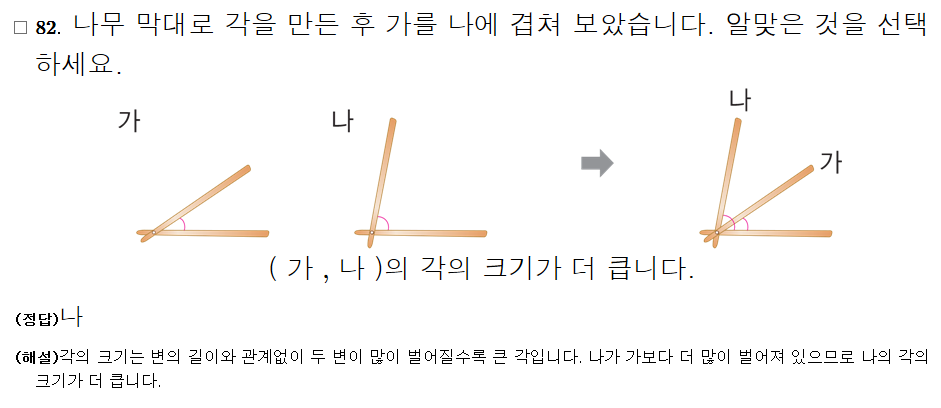 □ 82. 나무 막대로 각을 만든 후 가를 나에 겹쳐 보았습니다. 알맞은 것을 선택
하세요.
나
가
나
가
( 가 , 나 )의 각의 크기가 더 큽니다.
(정답)나
(해설)각의 크기는 변의 길이와 관계없이 두 변이 많이 벌어질수록 큰 각입니다. 나가 가보다 더 많이 벌어져 있으므로 나의 각의
크기가 더 큽니다.